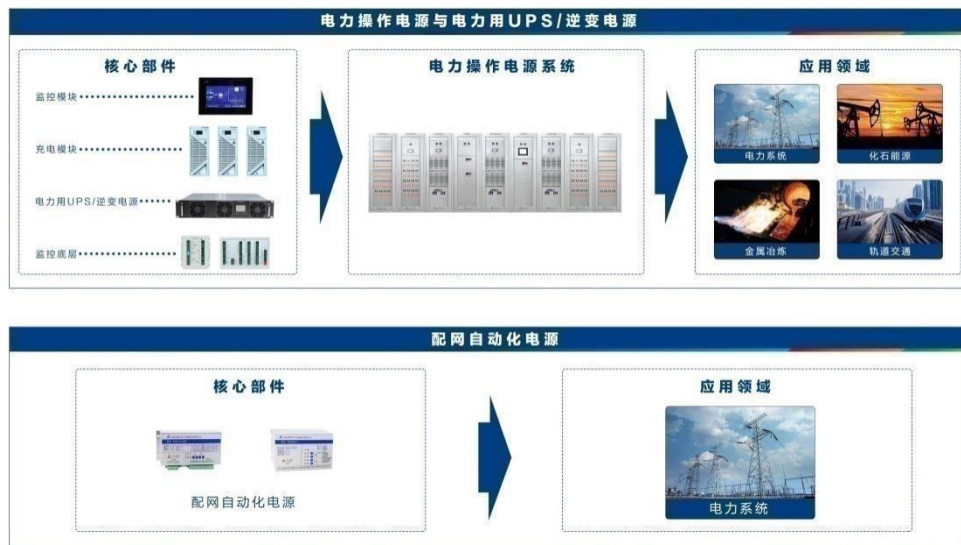 电力操作电源与电力用UPS/逆变电源
核心部件
监控模块
充电模块
电力用UPS/逆变电源
监控底层
电力操作电源系统
应用领域
电力系统
化石能源
金属冶炼
轨道交通
配网自动化电源
核心部件
配网自动化电源
应用领域
电力系统